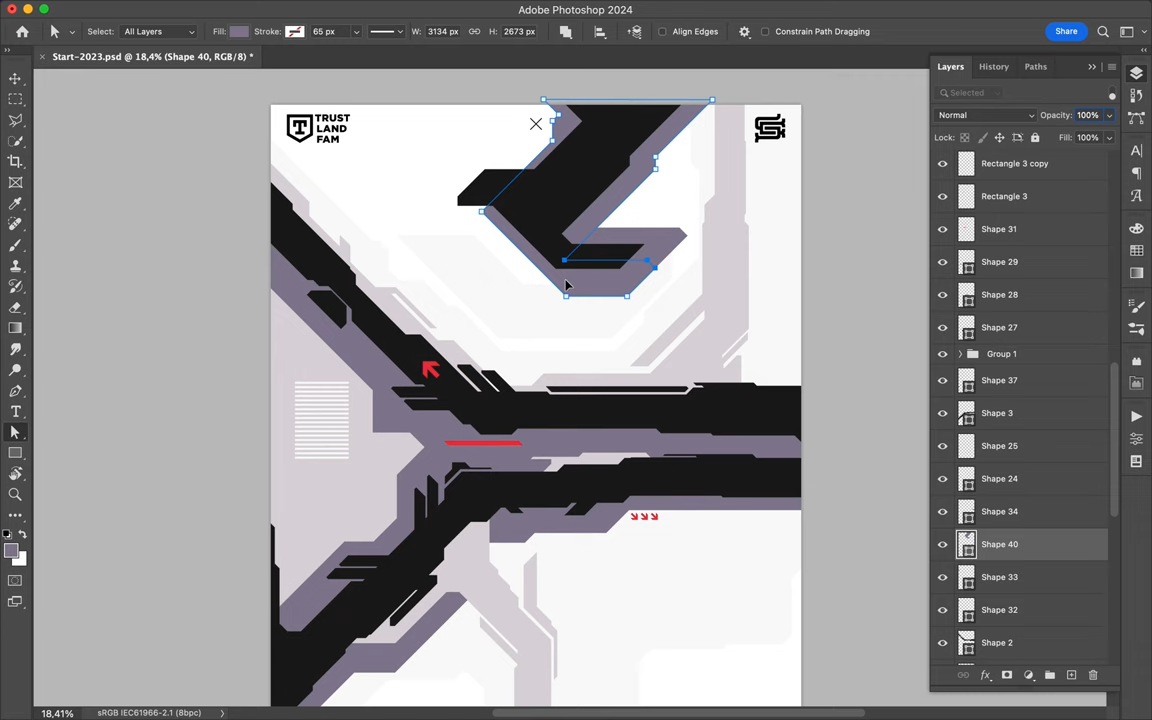 Adobe Photoshop 2024
Select: All Layers Fill: Stroke: 65 px W: 3134 px H: 2673 px Align Edges Constrain Path Dragging Share
Start-2023.psd @ 18,4% (Shape 40, RGB/8) *
Layers History Paths
Selected
Normal Opacity: 100%
Lock: Fill: 100%
TRUST
LAND
FAM
Rectangle 3 copy
Rectangle 3
Shape 31
Shape 29
Shape 28
Shape 27
Group 1
Shape 37
Shape 3
Shape 25
Shape 24
Shape 34
Shape 40
Shape 33
Shape 32
Shape 2
18,41% sRGB IEC61966-2.1 (8bpc)